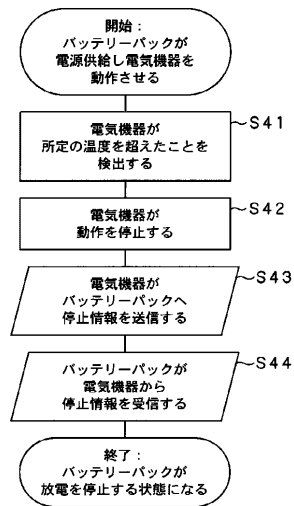 開始：
バッテリーパックが
電源供給し電気機器を
動作させる
電気機器が
所定の温度を超えたことを
検出する
S41
電気機器が
動作を停止する
S42
電気機器が
バッテリーパックへ
停止情報を送信する
S43
バッテリーパックが
電気機器から
停止情報を受信する
S44
終了：
バッテリーパックが
放電を停止する状態になる